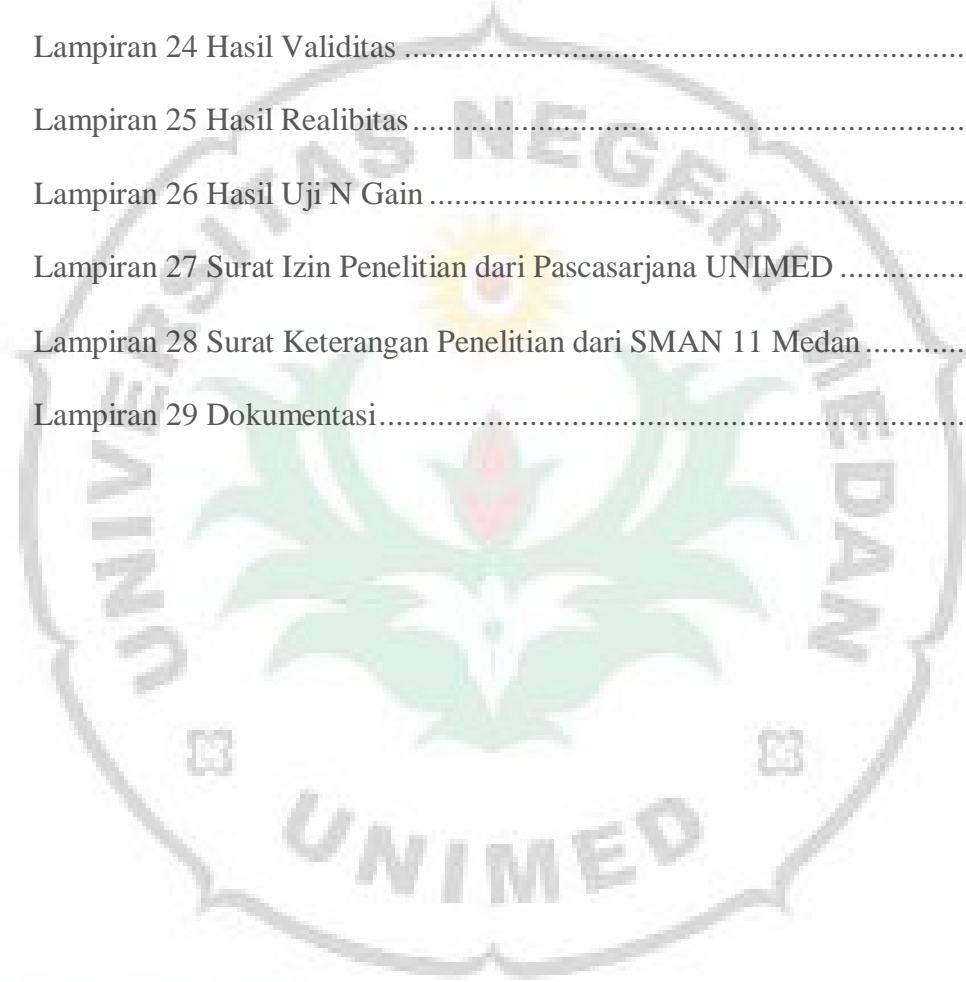 Lampiran 24 Hasil Validitas ....................................................................
Lampiran 25 Hasil Realibitas ..................................................................
Lampiran 26 Hasil Uji N Gain ................................................................
Lampiran 27 Surat Izin Penelitian dari Pascasarjana UNIMED ...............
Lampiran 28 Surat Keterangan Penelitian dari SMAN 11 Medan ............
Lampiran 29 Dokumentasi ......................................................................
UNIVERSITAS NEGERI MEDAN
UNIMED